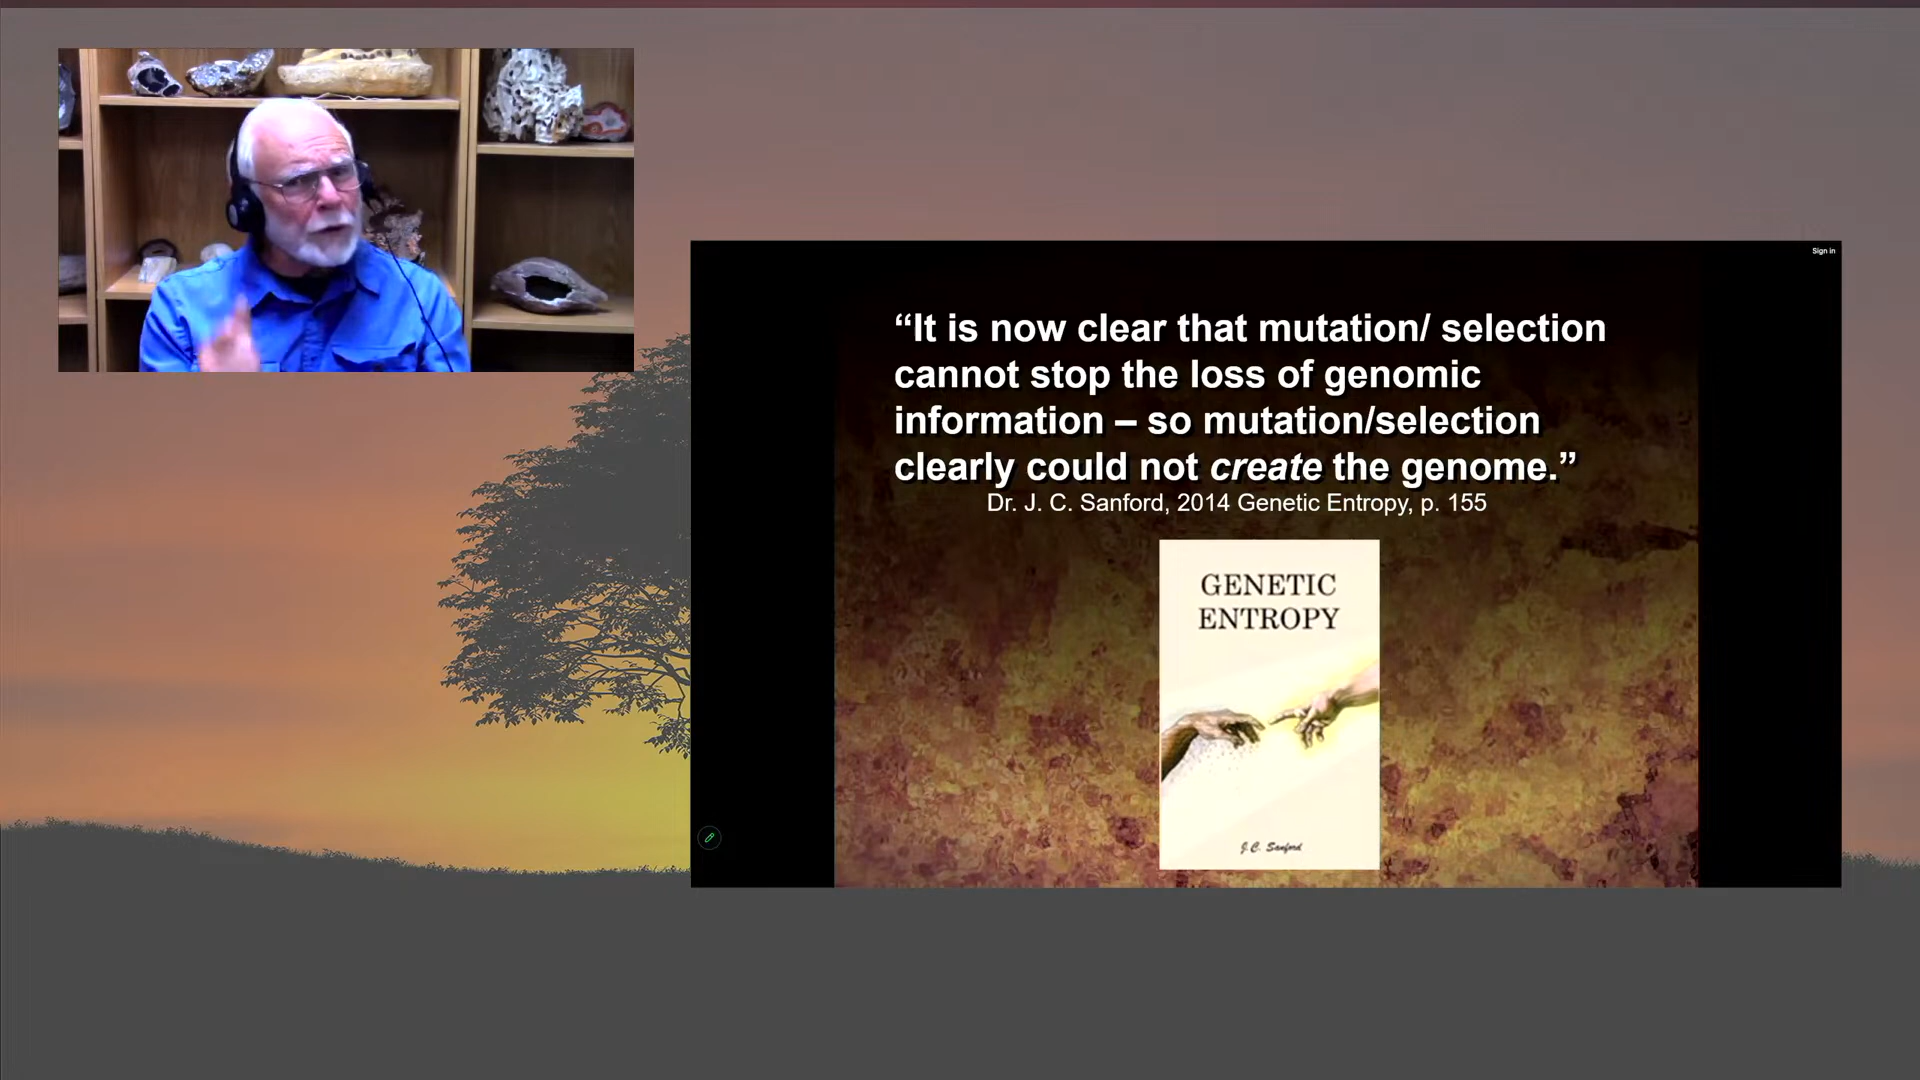 Sign in
“It is now clear that mutation/ selection
cannot stop the loss of genomic
information – so mutation/selection
clearly could not create the genome.”
Dr. J. C. Sanford, 2014 Genetic Entropy, p. 155
GENETIC
ENTROPY
J.C. Sanford